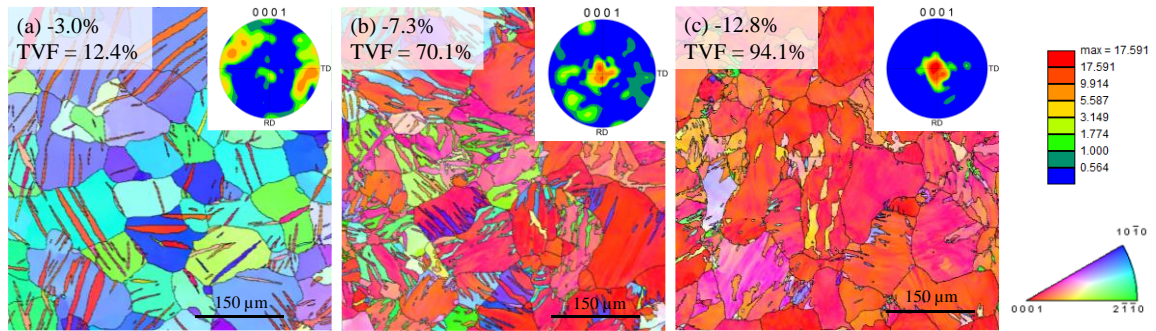 (a) -3.0%
TVF = 12.4%
0 0 0 1
TD
RD
150 µm
(b) -7.3%
TVF = 70.1%
0 0 0 1
TD
RD
150 µm
(c) -12.8%
TVF = 94.1%
0 0 0 1
TD
RD
150 µm
max = 17.591
17.591
9.914
5.587
3.149
1.774
1.000
0.564
1 0 1̅ 0
0 0 0 1
2 1̅ 1̅ 0